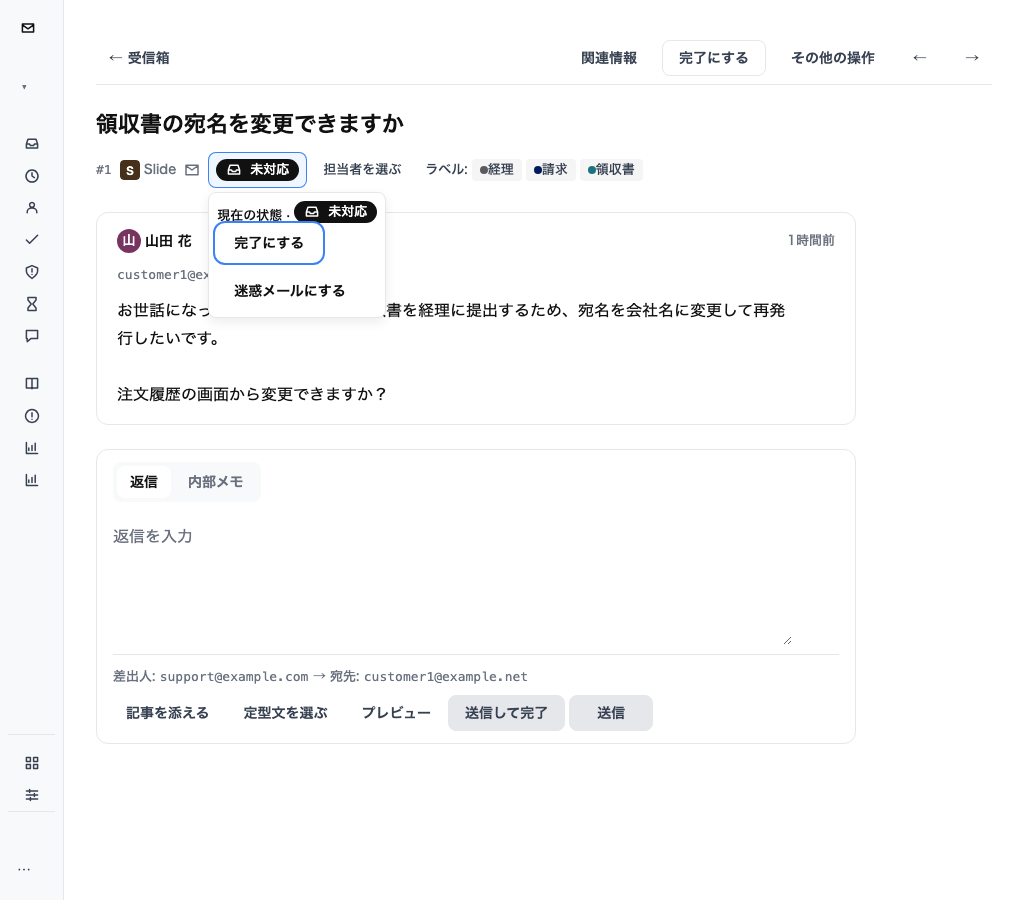 ← 受信箱 関連情報 完了にする その他の操作 ← →
領収書の宛名を変更できますか
#1 S Slide 未対応 担当者を選ぶ ラベル: 経理 請求 領収書
現在の状態 · 未対応
完了にする
迷惑メールにする
山 山田 花 1時間前
customer1@ex
お世話になっ 書を経理に提出するため、宛名を会社名に変更して再発
行したいです。
注文履歴の画面から変更できますか？
返信 内部メモ
返信を入力
差出人: support@example.com → 宛先: customer1@example.net
記事を添える 定型文を選ぶ プレビュー 送信して完了 送信